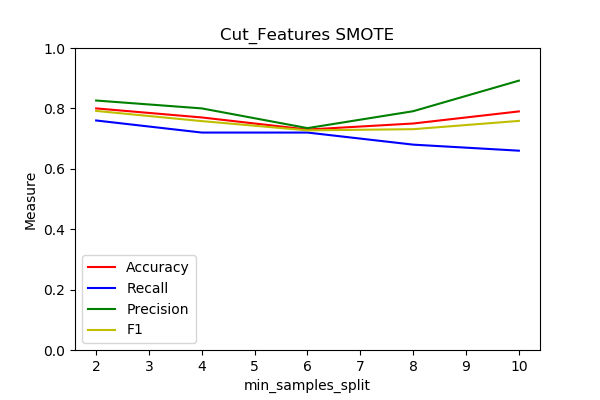 Cut_Features SMOTE
1.0
0.8
0.6
0.4
0.2
0.0
Measure
Accuracy
Recall
Precision
F1
2 3 4 5 6 7 8 9 10
min_samples_split